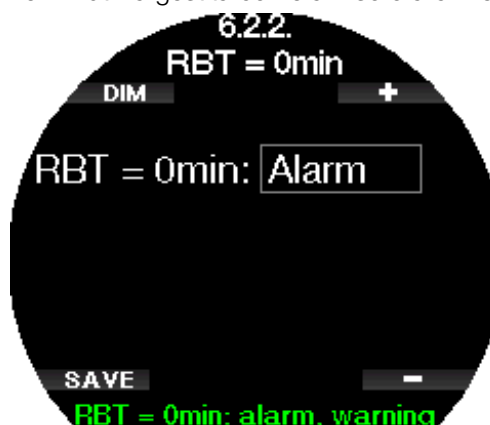 6.2.2.
RBT = 0min
DIM +
RBT = 0min: Alarm
SAVE -
RBT = 0min: alarm, warning